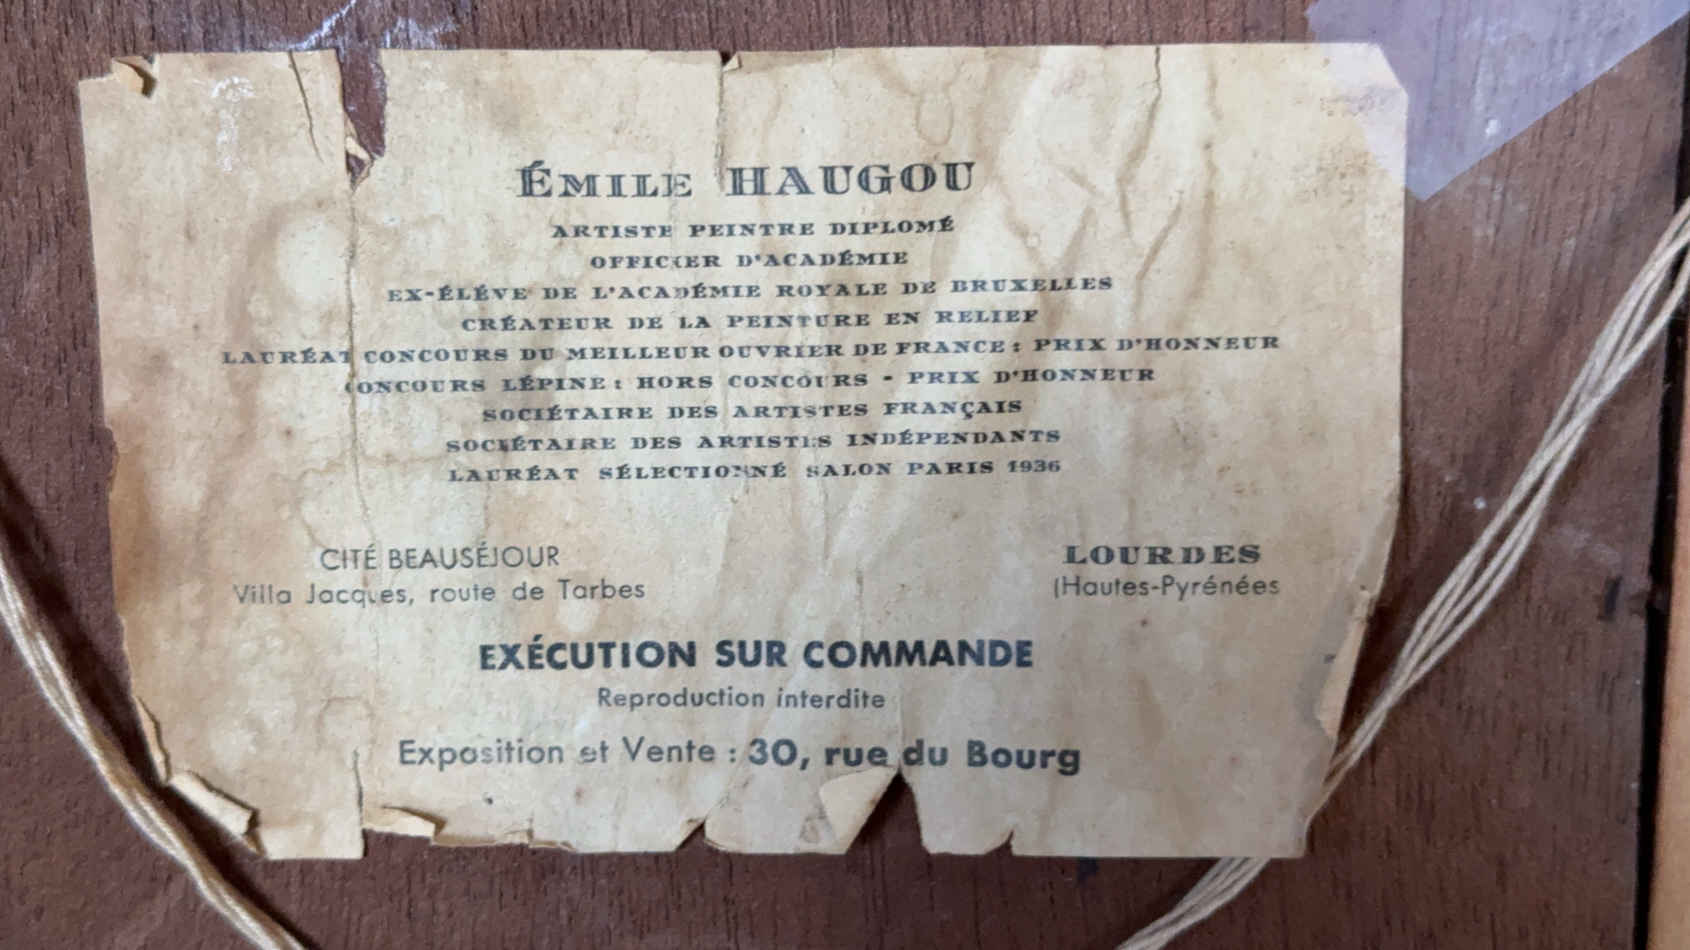 ÉMILE HAUGOU
ARTISTE PEINTRE DIPLOMÉ
OFFICIER D'ACADÉMIE
EX-ÉLÉVE DE L'ACADÉMIE ROYALE DE BRUXELLES
CRÉATEUR DE LA PEINTURE EN RELIEF
LAURÉAT CONCOURS DU MEILLEUR OUVRIER DE FRANCE : PRIX D'HONNEUR
CONCOURS LÉPINE : HORS CONCOURS - PRIX D'HONNEUR
SOCIÉTAIRE DES ARTISTES FRANÇAIS
SOCIÉTAIRE DES ARTISTES INDÉPENDANTS
LAURÉAT SÉLECTIONNÉ SALON PARIS 1936
CITÉ BEAUSÉJOUR
Villa Jacques, route de Tarbes
LOURDES
(Hautes-Pyrénées
EXÉCUTION SUR COMMANDE
Reproduction interdite
Exposition et Vente : 30, rue du Bourg